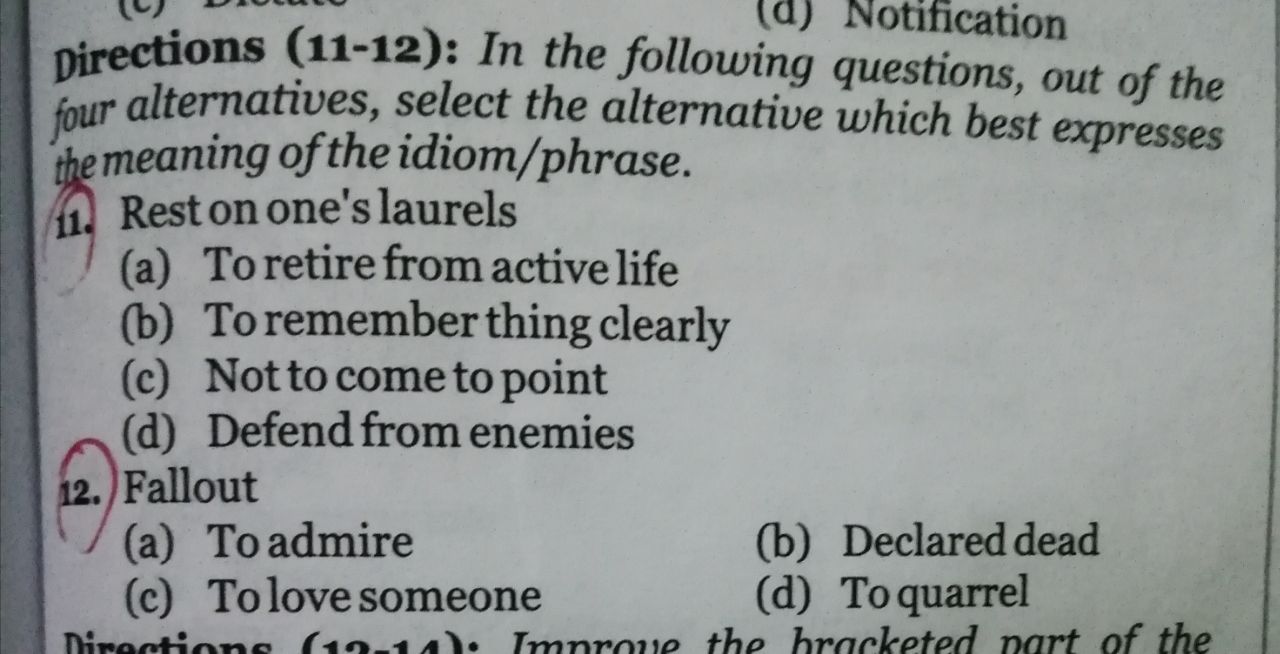 (d) Notification
Directions (11-12): In the following questions, out of the
four alternatives, select the alternative which best expresses
the meaning of the idiom/phrase.
11. Rest on one's laurels
(a) To retire from active life
(b) To remember thing clearly
(c) Not to come to point
(d) Defend from enemies
12. Fallout
(a) To admire (b) Declared dead
(c) To love someone (d) To quarrel
Directions (13-14): Improve the bracketed part of the